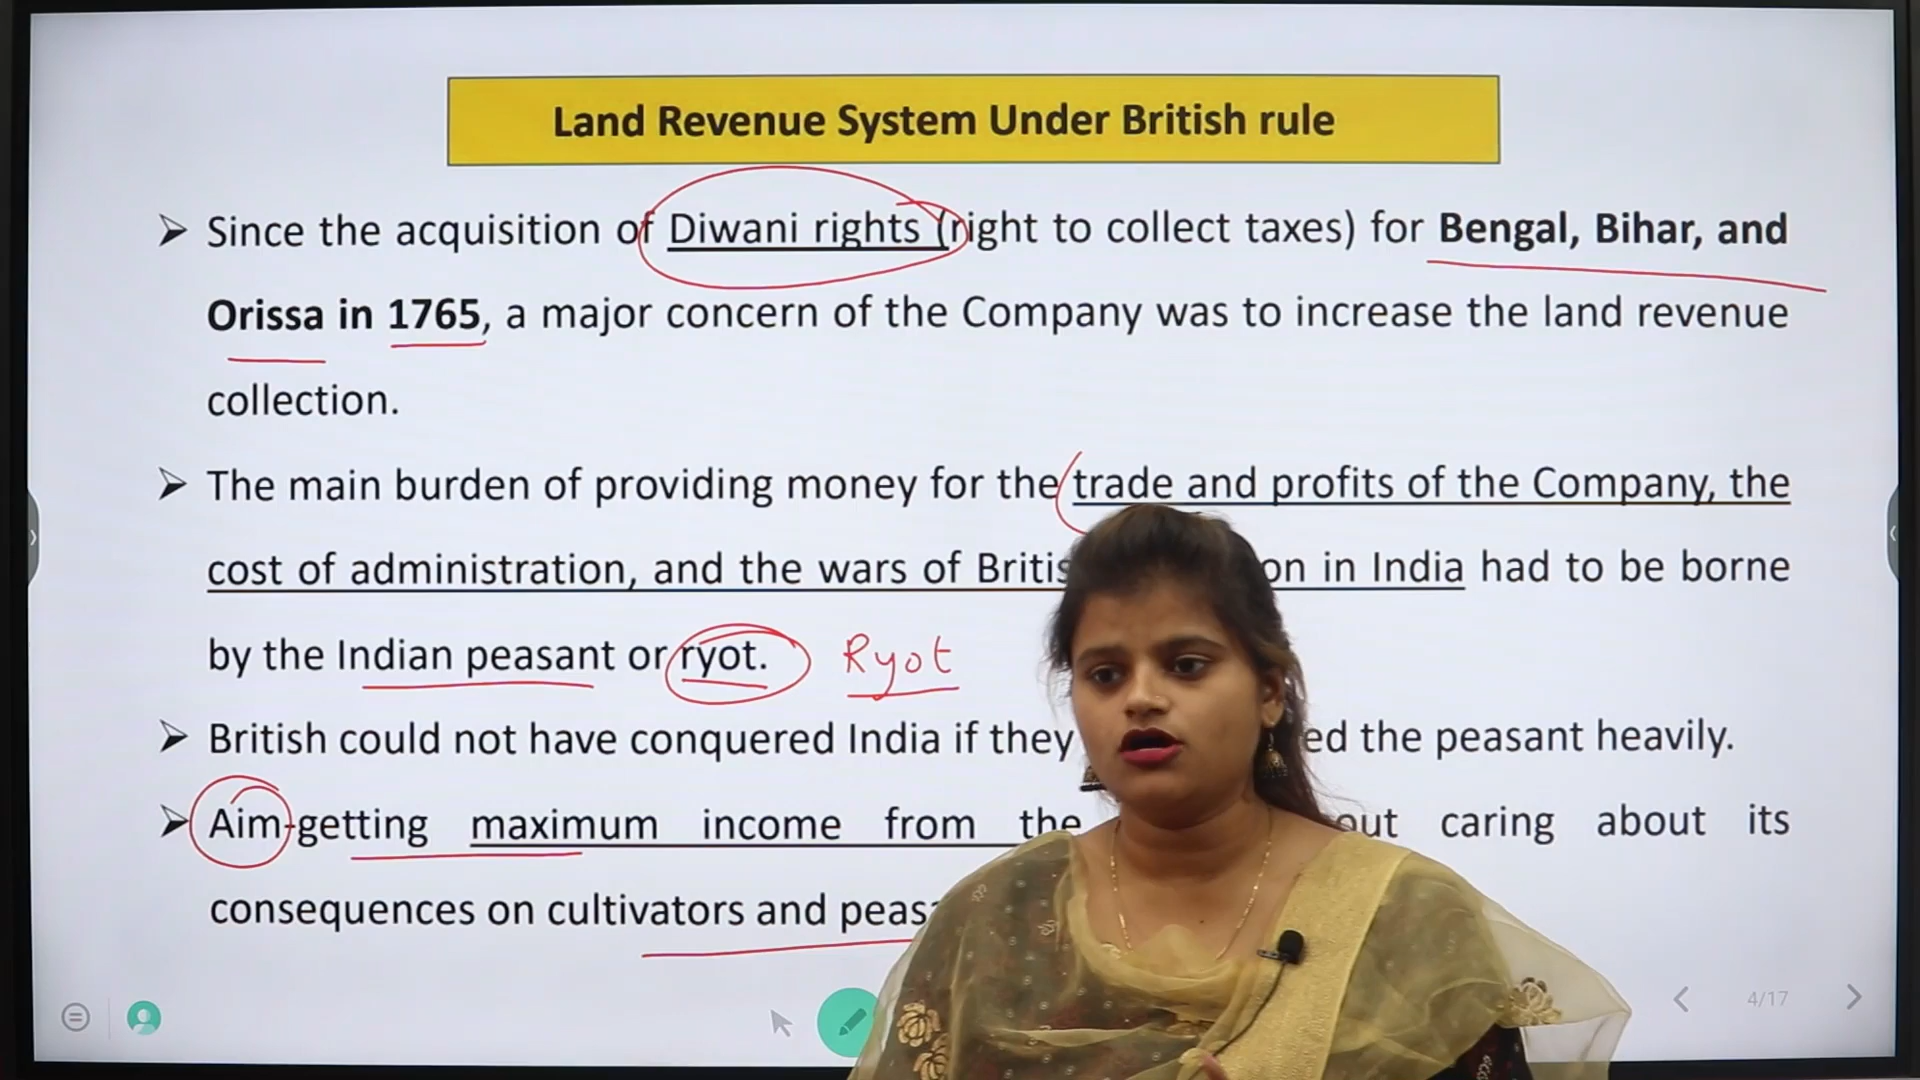 Land Revenue System Under British rule
➢ Since the acquisition of Diwani rights (right to collect taxes) for Bengal, Bihar, and
Orissa in 1765, a major concern of the Company was to increase the land revenue
collection.
➢ The main burden of providing money for the trade and profits of the Company, the
cost of administration, and the wars of on in India had to be borne
by the Indian peasant or ryot. Ryot
➢ British could not have conquered India if they ed the peasant heavily.
➢ Aim-getting maximum income from the out caring about its
consequences on cultivators and
4/17